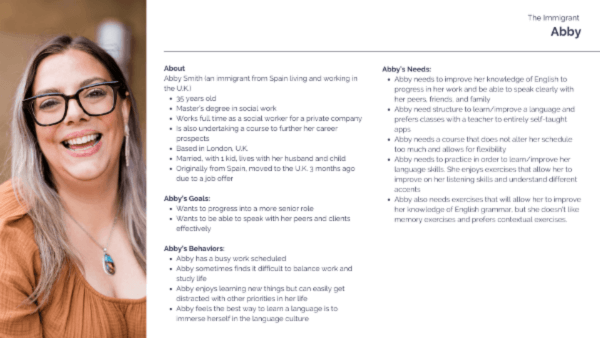 The Immigrant
Abby
About
Abby Smith (an immigrant from Spain living and working in
the U.K.)
• 35 years old
• Master's degree in social work
• Works full time as a social worker for a private company
• Is also undertaking a course to further her career
prospects
• Based in London, U.K.
• Married, with 1 kid, lives with her husband and child
• Originally from Spain, moved to the U.K. 3 months ago
due to a job offer
Abby's Goals:
• Wants to progress into a more senior role
• Wants to be able to speak with her peers and clients
effectively
Abby's Behaviors:
• Abby has a busy work scheduled
• Abby sometimes finds it difficult to balance work and
study life
• Abby enjoys learning new things but can easily get
distracted with other priorities in her life
• Abby feels the best way to learn a language is to
immerse herself in the language culture
Abby's Needs:
• Abby needs to improve her knowledge of English to
progress in her work and be able to speak clearly with
her peers, friends, and family
• Abby need structure to learn/improve a language and
prefers classes with a teacher to entirely self-taught
apps
• Abby needs a course that does not alter her schedule
too much and allows for flexibility
• Abby needs to practice in order to learn/improve her
language skills. She enjoys exercises that allow her to
improve on her listening skills and understand different
accents
• Abby also needs exercises that will allow her to improve
her knowledge of English grammar, but she doesn't like
memory exercises and prefers contextual exercises.